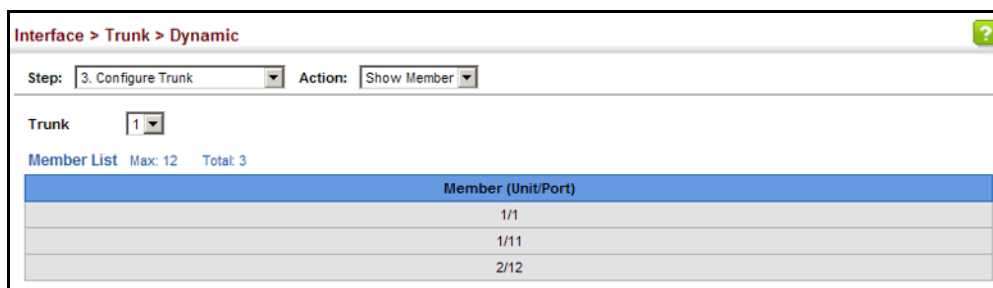 Interface > Trunk > Dynamic ?
Step: 3. Configure Trunk Action: Show Member
Trunk 1
Member List Max: 12 Total: 3
Member (Unit/Port)
1/1
1/11
2/12